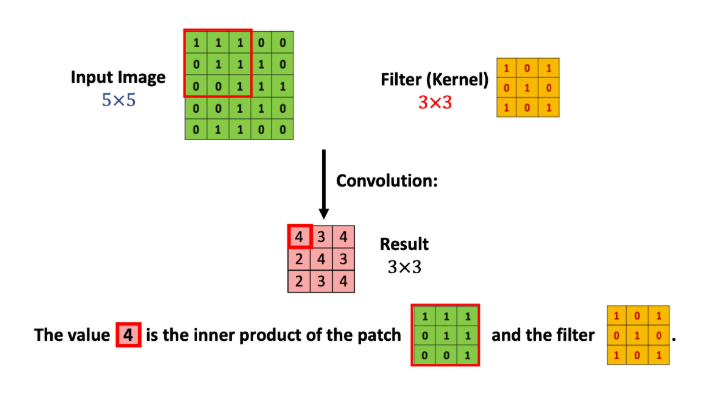 Input Image
5×5
1 1 1 0 0
0 1 1 1 0
0 0 1 1 1
0 0 1 1 0
0 1 1 0 0
Filter (Kernel)
3×3
1 0 1
0 1 0
1 0 1
Convolution:
4 3 4
2 4 3
2 3 4
Result
3×3
The value 4 is the inner product of the patch
1 1 1
0 1 1
0 0 1
and the filter
1 0 1
0 1 0
1 0 1
.